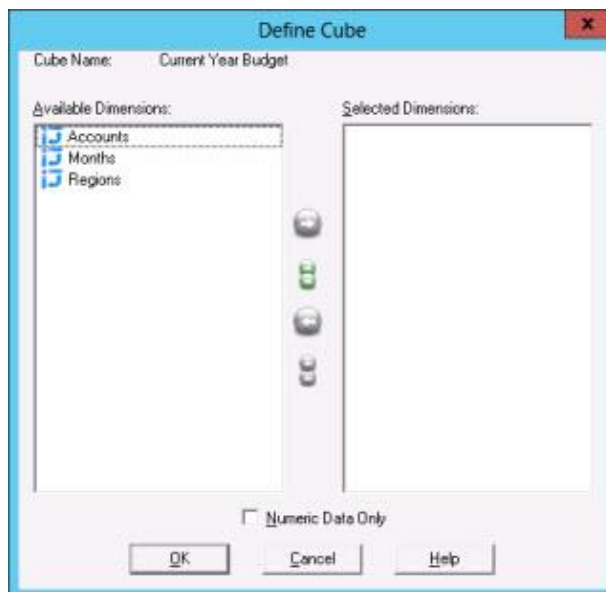 Define Cube
x
Cube Name: Current Year Budget
Available Dimensions: Selected Dimensions:
Accounts
Months
Regions
Numeric Data Only
OK Cancel Help